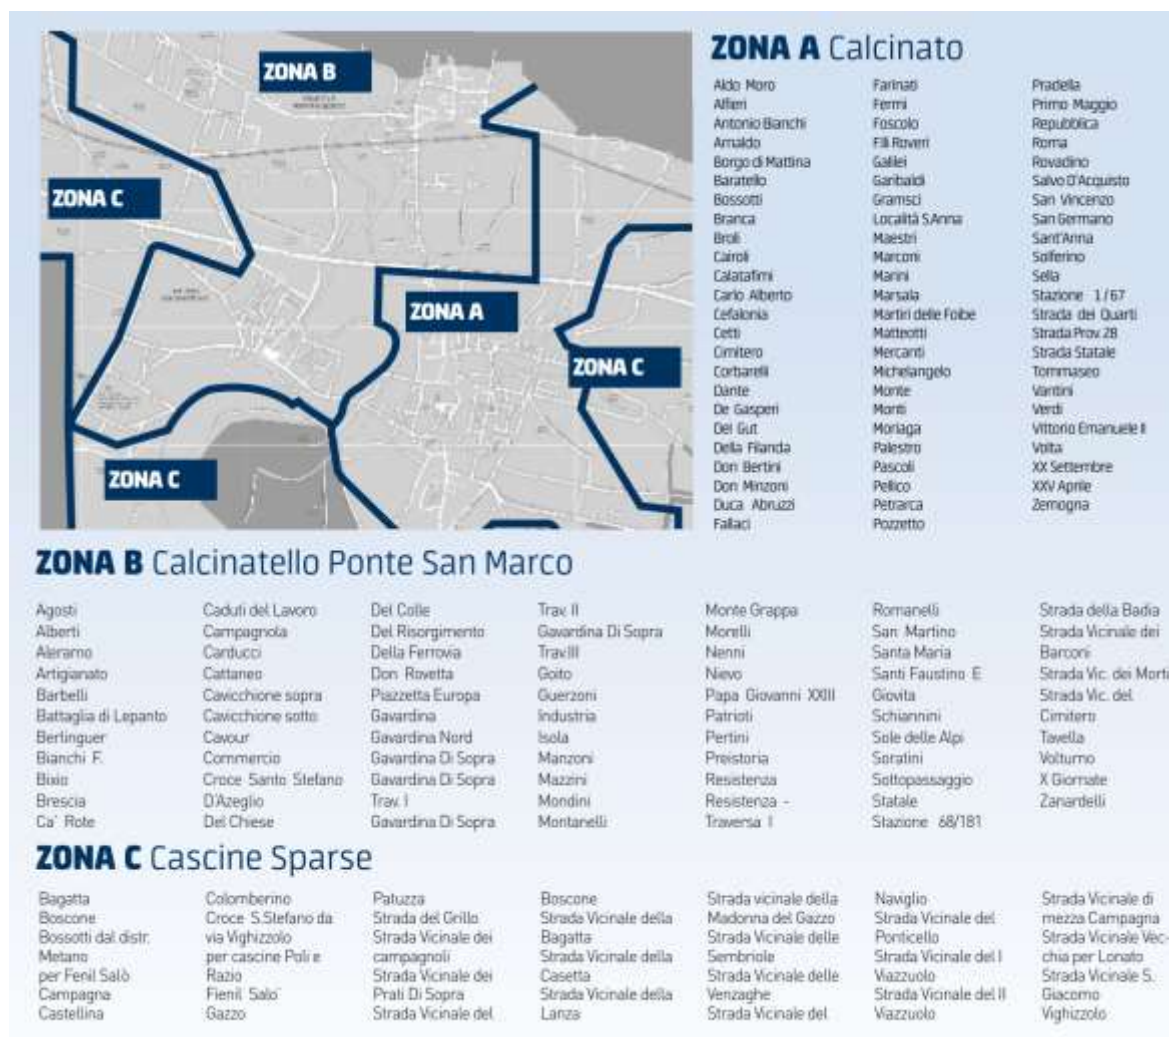 ZONA B
ZONA C
ZONA A
ZONA C
ZONA C
ZONA A Calcinato
Aldo Moro
Alfieri
Antonio Bianchi
Arnaldo
Borgo di Mattina
Baratello
Bossotti
Branca
Broli
Cairoli
Calatafimi
Carlo Alberto
Cefalonia
Cetti
Cimitero
Corbarelli
Dante
De Gasperi
Del Gut
Della Filanda
Don Bertini
Don Minzoni
Duca Abruzzi
Fallaci
Farinati
Fermi
Foscolo
F.lli Roveri
Galilei
Garibaldi
Gramsci
Località S.Anna
Maestri
Marconi
Marini
Marsala
Martiri delle Foibe
Matteotti
Mercanti
Michelangelo
Monte
Monti
Moriaga
Palestro
Pascoli
Pellico
Petrarca
Pozzetto
Pradella
Primo Maggio
Repubblica
Roma
Rovadino
Salvo D'Acquisto
San Vincenzo
San Germano
Sant'Anna
Solferino
Sella
Stazione 1/67
Strada dei Quarti
Strada Prov. 28
Strada Statale
Tommaseo
Vantini
Verdi
Vittorio Emanuele II
Volta
XX Settembre
XXV Aprile
Zemogna
ZONA B Calcinatello Ponte San Marco
Agosti
Alberti
Aleramo
Artigianato
Barbelli
Battaglia di Lepanto
Berlinguer
Bianchi F.
Bixio
Brescia
Ca' Rote
Caduti del Lavoro
Campagnola
Carducci
Cattaneo
Cavicchione sopra
Cavicchione sotto
Cavour
Commercio
Croce Santo Stefano
D'Azeglio
Del Chiese
Del Colle
Del Risorgimento
Della Ferrovia
Don Rovetta
Piazzetta Europa
Gavardina
Gavardina Nord
Gavardina Di Sopra
Gavardina Di Sopra
Trav. I
Gavardina Di Sopra
Trav. II
Gavardina Di Sopra
Trav.III
Goito
Guerzoni
Industria
Isola
Manzoni
Mazzini
Mondini
Montanelli
Monte Grappa
Morelli
Nenni
Nievo
Papa Giovanni XXIII
Patrioti
Pertini
Preistoria
Resistenza
Resistenza -
Traversa I
Romanelli
San Martino
Santa Maria
Santi Faustino E
Giovita
Schiannini
Sole delle Alpi
Soratini
Sottopassaggio
Statale
Stazione 68/181
Strada della Badia
Strada Vicinale dei
Barconi
Strada Vic. dei Morti
Strada Vic. del
Cimitero
Tavella
Volturno
X Giornate
Zanardelli
ZONA C Cascine Sparse
Bagatta
Boscone
Bossotti dal distr.
Metano
per Fenil Salò
Campagna
Castellina
Colomberino
Croce S.Stefano da
via Vighizzolo
per cascine Poli e
Razio
Fienil Salo'
Gazzo
Patuzza
Strada del Grillo
Strada Vicinale dei
campagnoli
Strada Vicinale dei
Prati Di Sopra
Strada Vicinale del
Boscone
Strada Vicinale della
Bagatta
Strada Vicinale della
Casetta
Strada Vicinale della
Lanza
Strada vicinale della
Madonna del Gazzo
Strada Vicinale delle
Sembriole
Strada Vicinale delle
Venzaghe
Strada Vicinale del
Naviglio
Strada Vicinale del
Ponticello
Strada Vicinale del I
Viazzuolo
Strada Vicinale del II
Viazzuolo
Strada Vicinale di
mezza Campagna
Strada Vicinale Vec-
chia per Lonato
Strada Vicinale S.
Giacomo
Vighizzolo